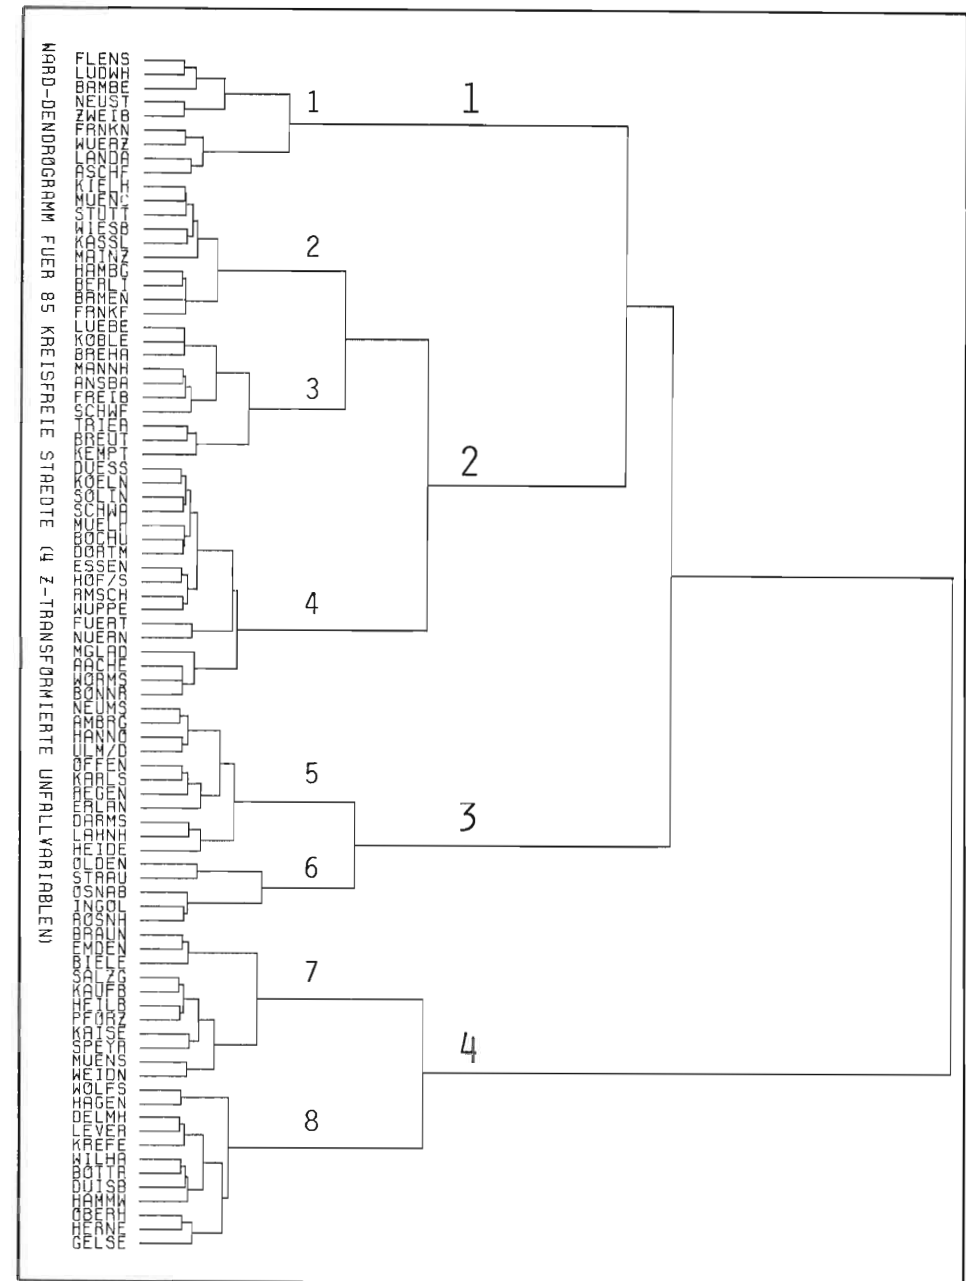 WARD-DENDROGRAMM FUER 85 KREISFREIE STAEDTE (4 Z-TRANSFORMIERTE UNFALLVARIABLEN)
FLENS
LUDWH
BAMBE
NEUST
ZWEIB
FRNKN
WUERZ
LANDA
ASCHF
KIELH
MUENC
STUTT
WIESB
KASSL
MAINZ
HAMBG
BERLI
BRMEN
FRNKF
LUEBE
KOBLE
BREHA
MANNH
ANSBA
FREIB
SCHWF
TRIER
BREUT
KEMPT
DUESS
KOELN
SOLIN
SCHWA
MUELH
BOCHU
DORTM
ESSEN
HOF/S
RMSCH
WUPPE
FUERT
NUERN
MGLAD
AACHE
WORMS
BONNR
NEUMS
AMBRG
HANNO
ULM/D
OFFEN
KARLS
REGEN
ERLAN
DARMS
LAHNH
HEIDE
OLDEN
STRAU
OSNAB
INGOL
ROSNH
BRAUN
EMDEN
BIELE
SALZG
KAUFB
HEILB
PFORZ
KAISE
SPEYR
MUENS
WEIDN
WOLFS
HAGEN
DELMH
LEVER
KREFE
WILHA
BOTTR
DUISB
HAMMW
OBERH
HERNE
GELSE
1
2
3
4
5
6
7
8
1
2
3
4